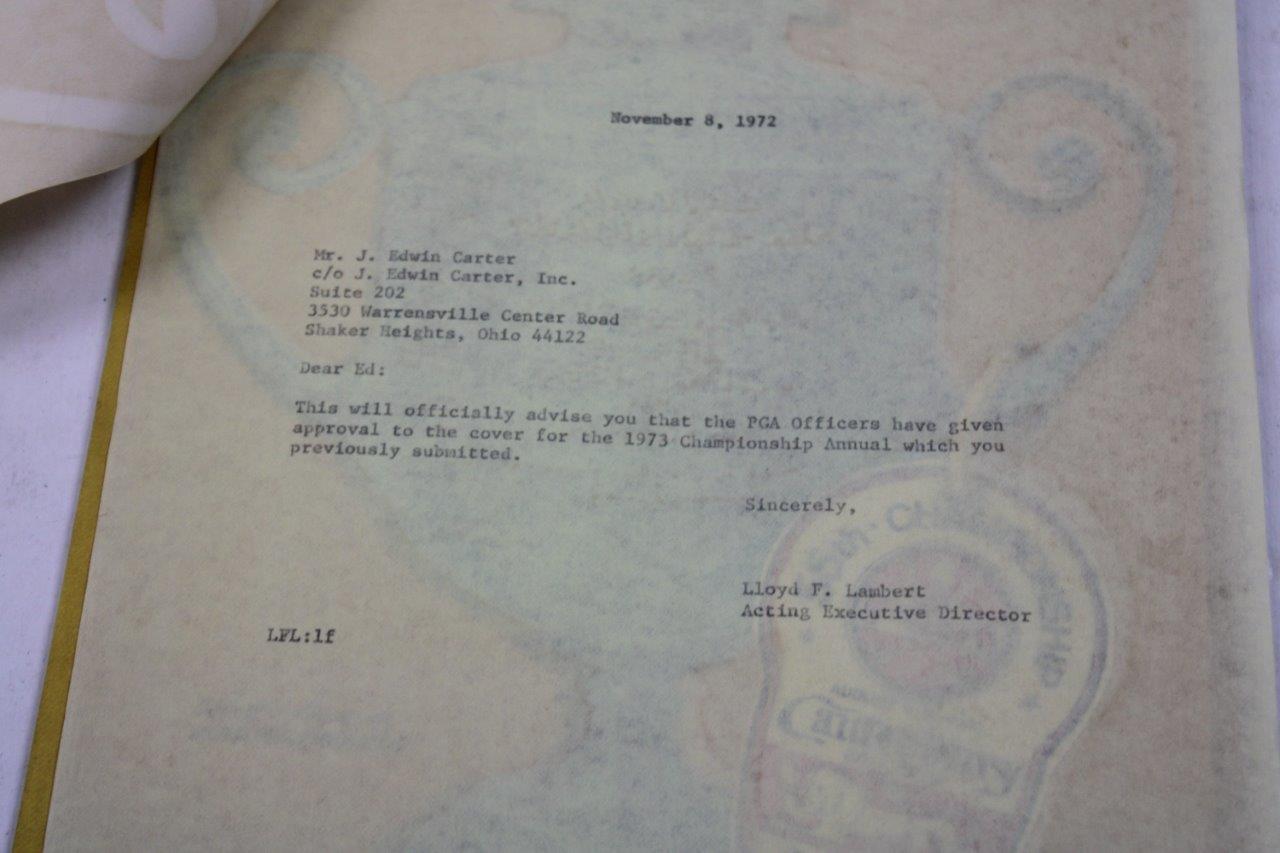 November 8, 1972
Mr. J. Edwin Carter
c/o J. Edwin Carter, Inc.
Suite 202
3530 Warrensville Center Road
Shaker Heights, Ohio 44122
Dear Ed:
This will officially advise you that the PGA Officers have given
approval to the cover for the 1973 Championship Annual which you
previously submitted.
Sincerely,
Lloyd F. Lambert
Acting Executive Director
LFL:lf
55th CHAMPIONSHIP